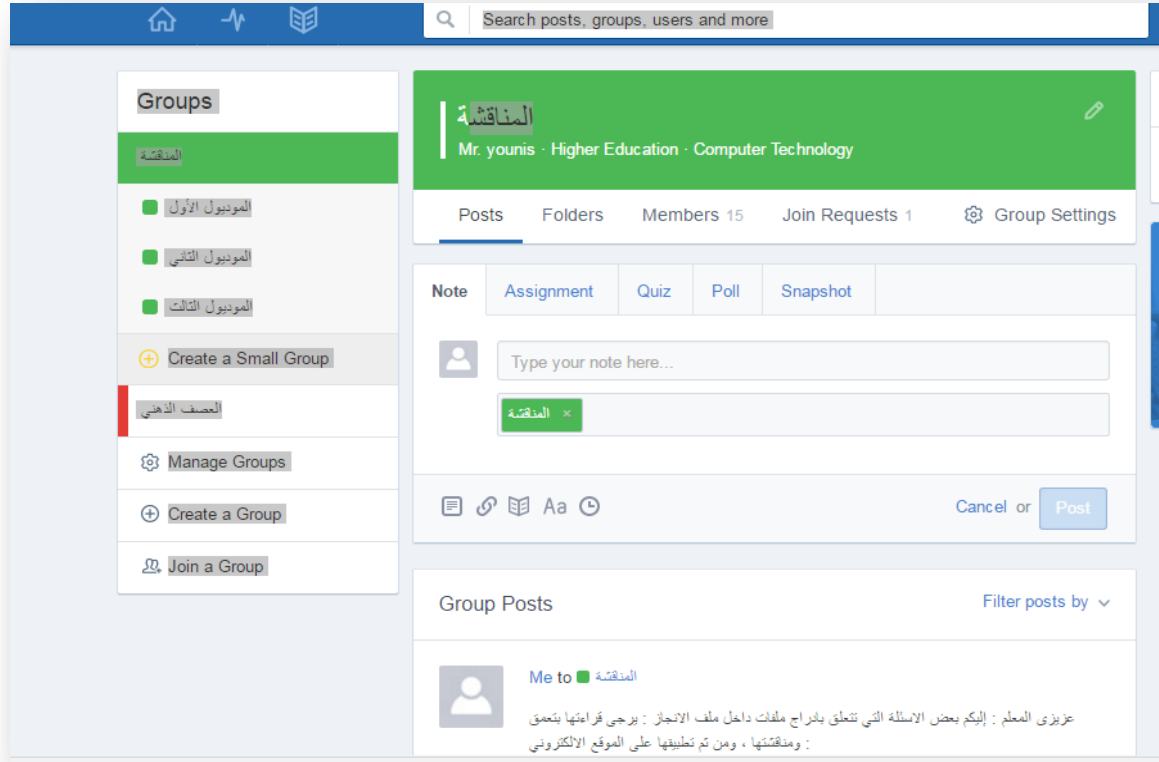 Search posts, groups, users and more
Groups
المناقشة
الموديول الأول
الموديول الثاني
الموديول الثالث
Create a Small Group
العصف الذهني
Manage Groups
Create a Group
Join a Group
المناقشة
Mr. younis · Higher Education · Computer Technology
Posts Folders Members 15 Join Requests 1 Group Settings
Note Assignment Quiz Poll Snapshot
Type your note here...
المناقشة ×
Aa Cancel or Post
Group Posts Filter posts by
Me to المناقشة
عزيزى المعلم : إليكم بعض الاسئلة التي تتعلق بادراج ملفات داخل ملف الانجاز : يرجى قراءتها بتعمق
ومناقشتها ، ومن ثم تطبيقها على الموقع الالكتروني :